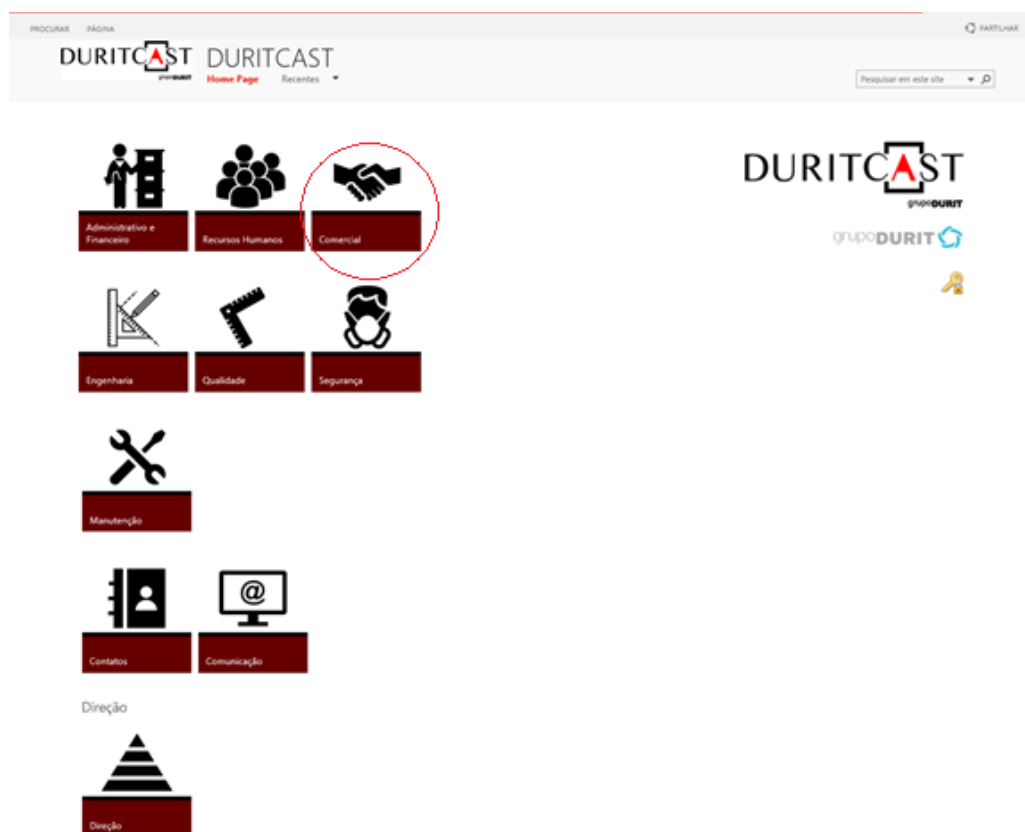 PROCURAR PÁGINA
PARTILHAR
DURITCAST
grupoDURIT
DURITCAST
Home Page Recentes
Pesquisar em este site
DURITCAST
grupoDURIT
grupoDURIT
Administrativo e
Financeiro
Recursos Humanos
Comercial
Engenharia
Qualidade
Segurança
Manutenção
@
Contatos
Comunicação
Direção
Direção